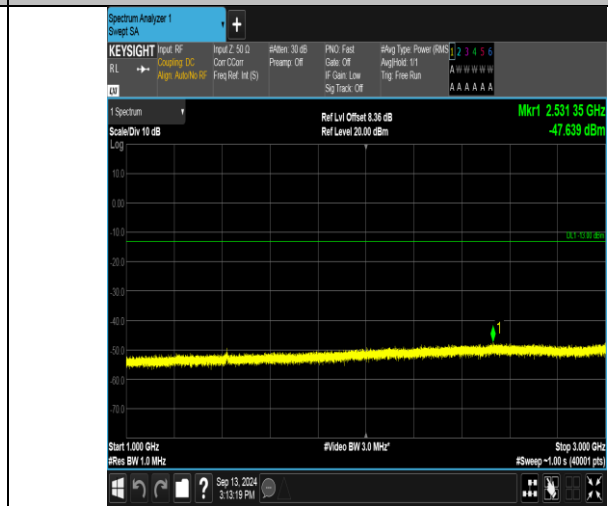 Spectrum Analyzer 1
Swept SA
+
KEYSIGHT Input: RF Input Z: 50 Ω #Atten: 30 dB PNO: Fast #Avg Type: Power (RMS 1 2 3 4 5 6
RL Coupling: DC Corr CCorr Preamp: Off Gate: Off Avg|Hold: 1/1 A W W W W W
Align: Auto/No RF Freq Ref: Int (S) IF Gain: Low Trig: Free Run
Sig Track: Off A A A A A A
LXI
1 Spectrum Ref Lvl Offset 8.36 dB Mkr1 2.531 35 GHz
Scale/Div 10 dB Ref Level 20.00 dBm -47.639 dBm
Log
10.0
0.00
-10.0
DL1 -13.00 dBm
-20.0
-30.0
-40.0
1
-50.0
-60.0
-70.0
Start 1.000 GHz #Video BW 3.0 MHz* Stop 3.000 GHz
#Res BW 1.0 MHz #Sweep ~1.00 s (40001 pts)
? Sep 13, 2024
3:13:19 PM